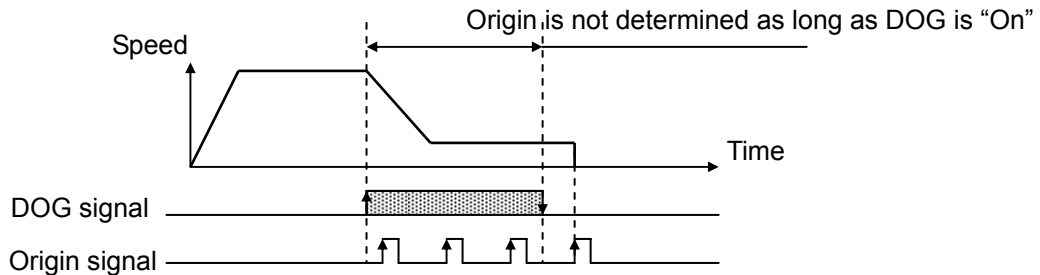 Origin is not determined as long as DOG is “On”
Speed
Time
DOG signal
Origin signal